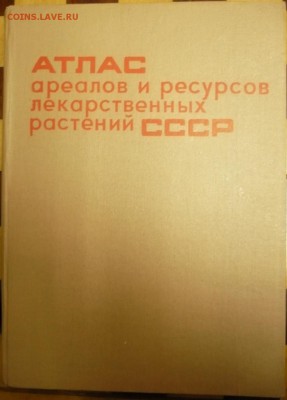 COINS.LAVE.RU
АТЛАС
ареалов и ресурсов
лекарственных
растений СССР